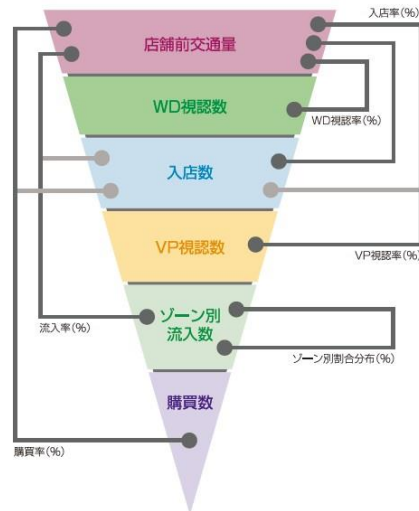 入店率(%)
店舗前交通量
WD視認数
WD視認率(%)
入店数
VP視認数
VP視認率(%)
ゾーン別
流入数
流入率(%)
ゾーン別割合分布(%)
購買数
購買率(%)